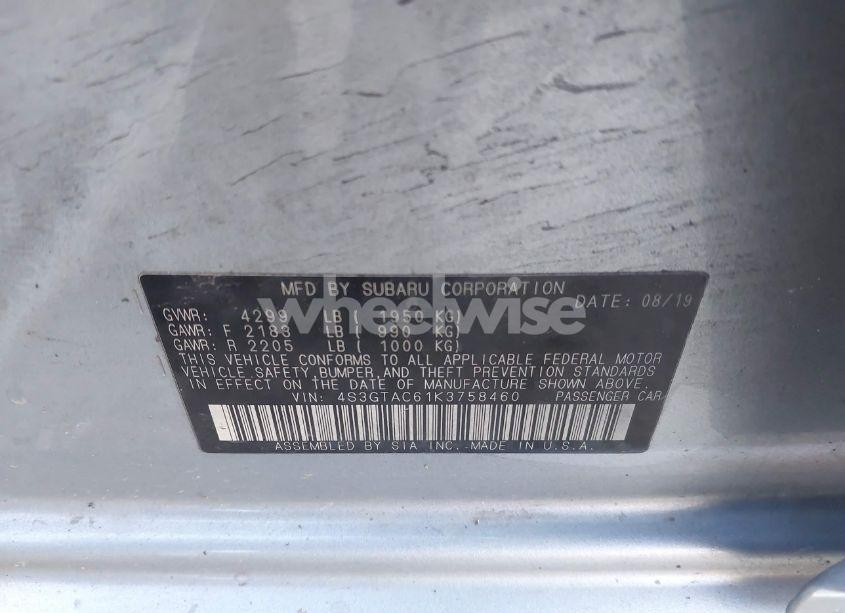 MFD BY SUBARU CORPORATION
DATE: 08/19
GVWR: 4299 LB ( 1950 KG)
GAWR: F 2183 LB ( 990 KG)
GAWR: R 2205 LB ( 1000 KG)
THIS VEHICLE CONFORMS TO ALL APPLICABLE FEDERAL MOTOR
VEHICLE SAFETY, BUMPER, AND THEFT PREVENTION STANDARDS
IN EFFECT ON THE DATE OF MANUFACTURE SHOWN ABOVE.
VIN: 4S3GTAC61K3758460 PASSENGER CAR
ASSEMBLED BY SIA INC. MADE IN U.S.A.
wheelwise